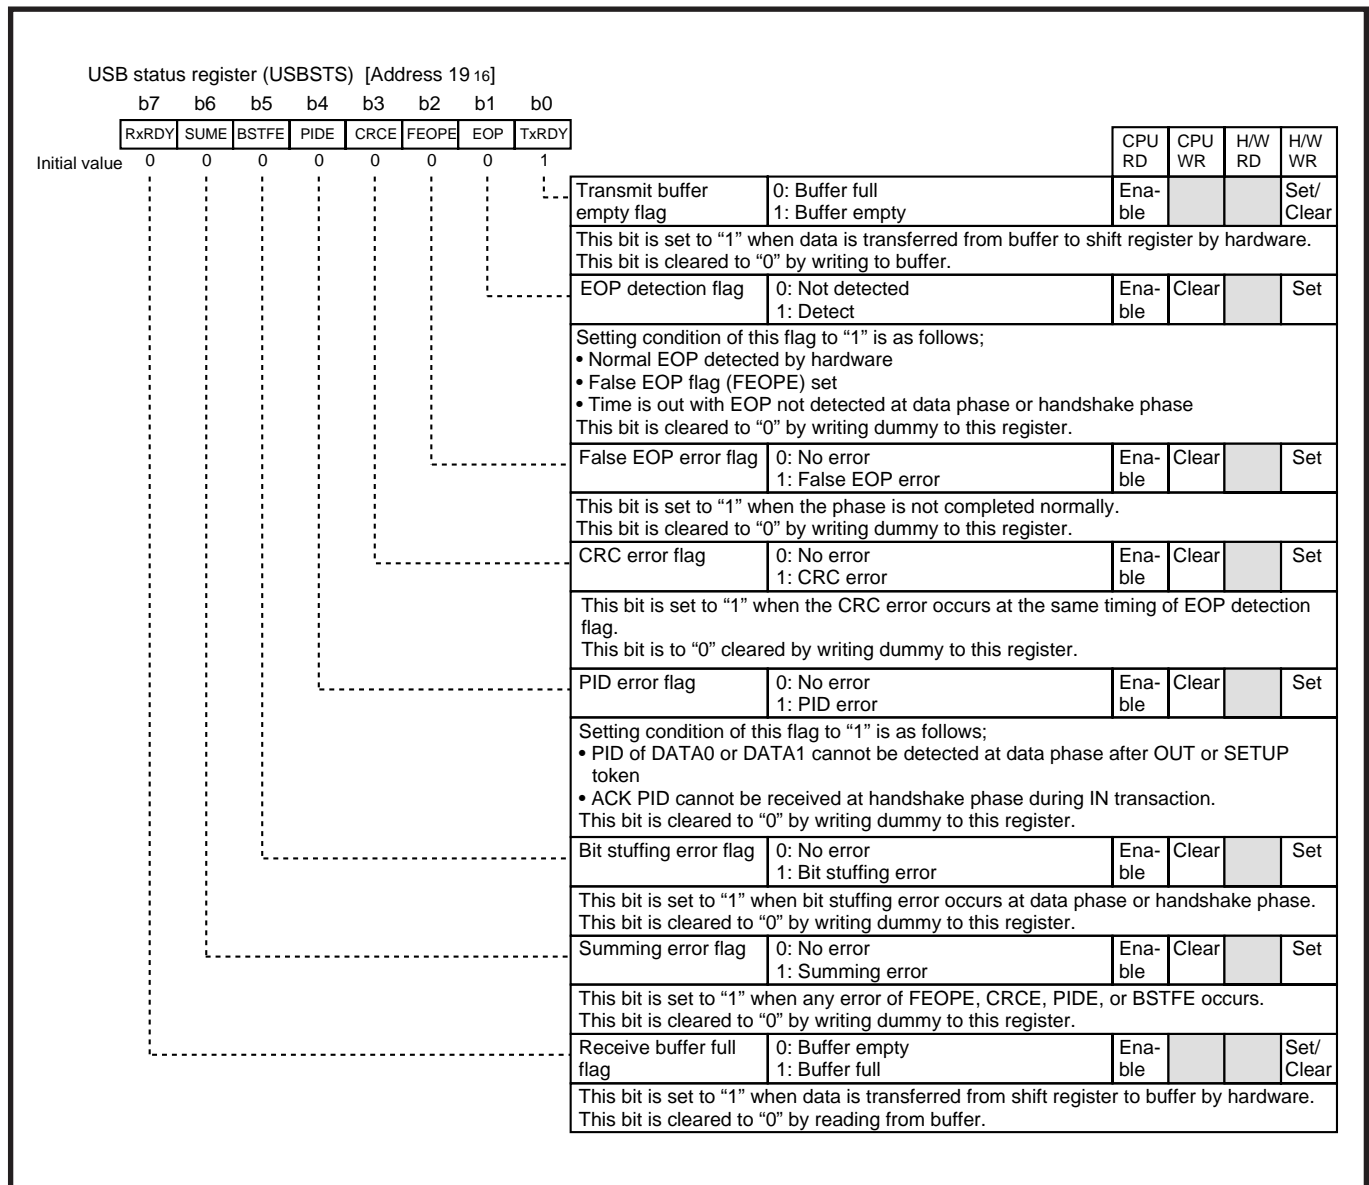 USB status register (USBSTS) [Address 19 16]
b7 b6 b5 b4 b3 b2 b1 b0
RxRDY SUME BSTFE PIDE CRCE FEOPE EOP TxRDY
Initial value 0 0 0 0 0 0 0 1
CPU RD CPU WR H/W RD H/W WR
Transmit buffer 0: Buffer full Ena- Set/
empty flag 1: Buffer empty ble Clear
This bit is set to “1” when data is transferred from buffer to shift register by hardware.
This bit is cleared to “0” by writing to buffer.
EOP detection flag 0: Not detected Ena- Clear Set
1: Detect ble
Setting condition of this flag to “1” is as follows;
• Normal EOP detected by hardware
• False EOP flag (FEOPE) set
• Time is out with EOP not detected at data phase or handshake phase
This bit is cleared to “0” by writing dummy to this register.
False EOP error flag 0: No error Ena- Clear Set
1: False EOP error ble
This bit is set to “1” when the phase is not completed normally.
This bit is cleared to “0” by writing dummy to this register.
CRC error flag 0: No error Ena- Clear Set
1: CRC error ble
This bit is set to “1” when the CRC error occurs at the same timing of EOP detection
flag.
This bit is to “0” cleared by writing dummy to this register.
PID error flag 0: No error Ena- Clear Set
1: PID error ble
Setting condition of this flag to “1” is as follows;
• PID of DATA0 or DATA1 cannot be detected at data phase after OUT or SETUP
token
• ACK PID cannot be received at handshake phase during IN transaction.
This bit is cleared to “0” by writing dummy to this register.
Bit stuffing error flag 0: No error Ena- Clear Set
1: Bit stuffing error ble
This bit is set to “1” when bit stuffing error occurs at data phase or handshake phase.
This bit is cleared to “0” by writing dummy to this register.
Summing error flag 0: No error Ena- Clear Set
1: Summing error ble
This bit is set to “1” when any error of FEOPE, CRCE, PIDE, or BSTFE occurs.
This bit is cleared to “0” by writing dummy to this register.
Receive buffer full 0: Buffer empty Ena- Set/
flag 1: Buffer full ble Clear
This bit is set to “1” when data is transferred from shift register to buffer by hardware.
This bit is cleared to “0” by reading from buffer.